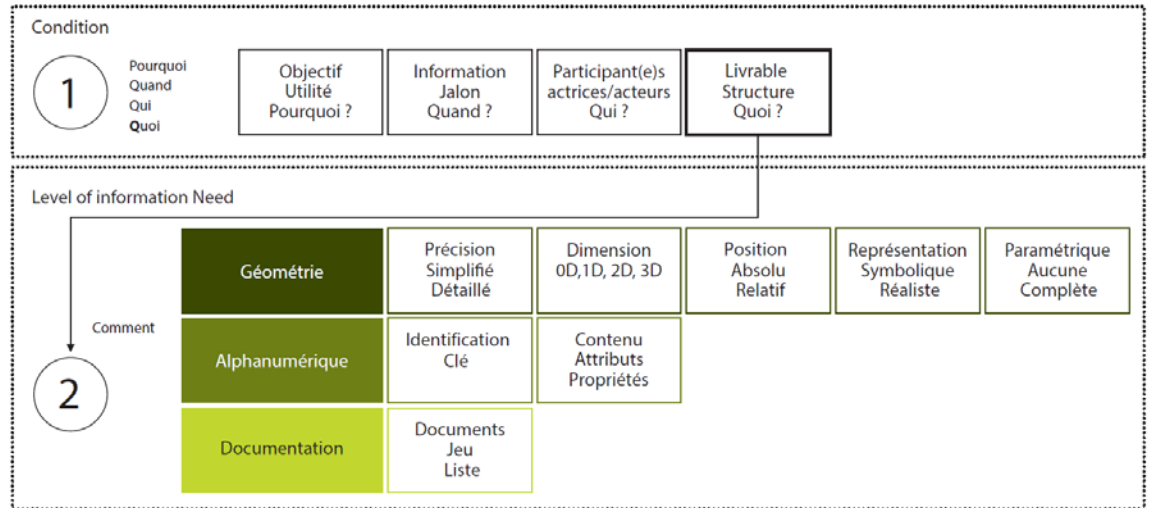 Condition
1
Pourquoi
Quand
Qui
Quoi
Objectif
Utilité
Pourquoi ?
Information
Jalon
Quand ?
Participant(e)s
actrices/acteurs
Qui ?
Livrable
Structure
Quoi ?
Level of information Need
Comment
2
Géométrie
Précision
Simplifié
Détaillé
Dimension
0D,1D, 2D, 3D
Position
Absolu
Relatif
Représentation
Symbolique
Réaliste
Paramétrique
Aucune
Complète
Alphanumérique
Identification
Clé
Contenu
Attributs
Propriétés
Documentation
Documents
Jeu
Liste